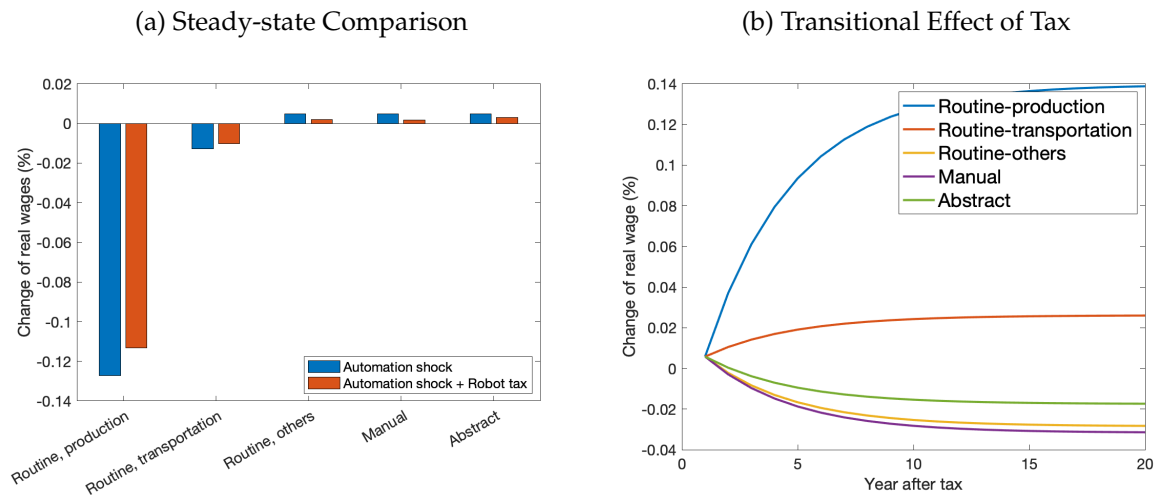 (a) Steady-state Comparison
Change of real wages (%)
0.02
0
-0.02
-0.04
-0.06
-0.08
-0.1
-0.12
-0.14
Automation shock
Automation shock + Robot tax
Routine, production
Routine, transportation
Routine, others
Manual
Abstract
(b) Transitional Effect of Tax
Change of real wage (%)
0.14
0.12
0.1
0.08
0.06
0.04
0.02
0
-0.02
-0.04
Routine-production
Routine-transportation
Routine-others
Manual
Abstract
0
5
10
15
20
Year after tax